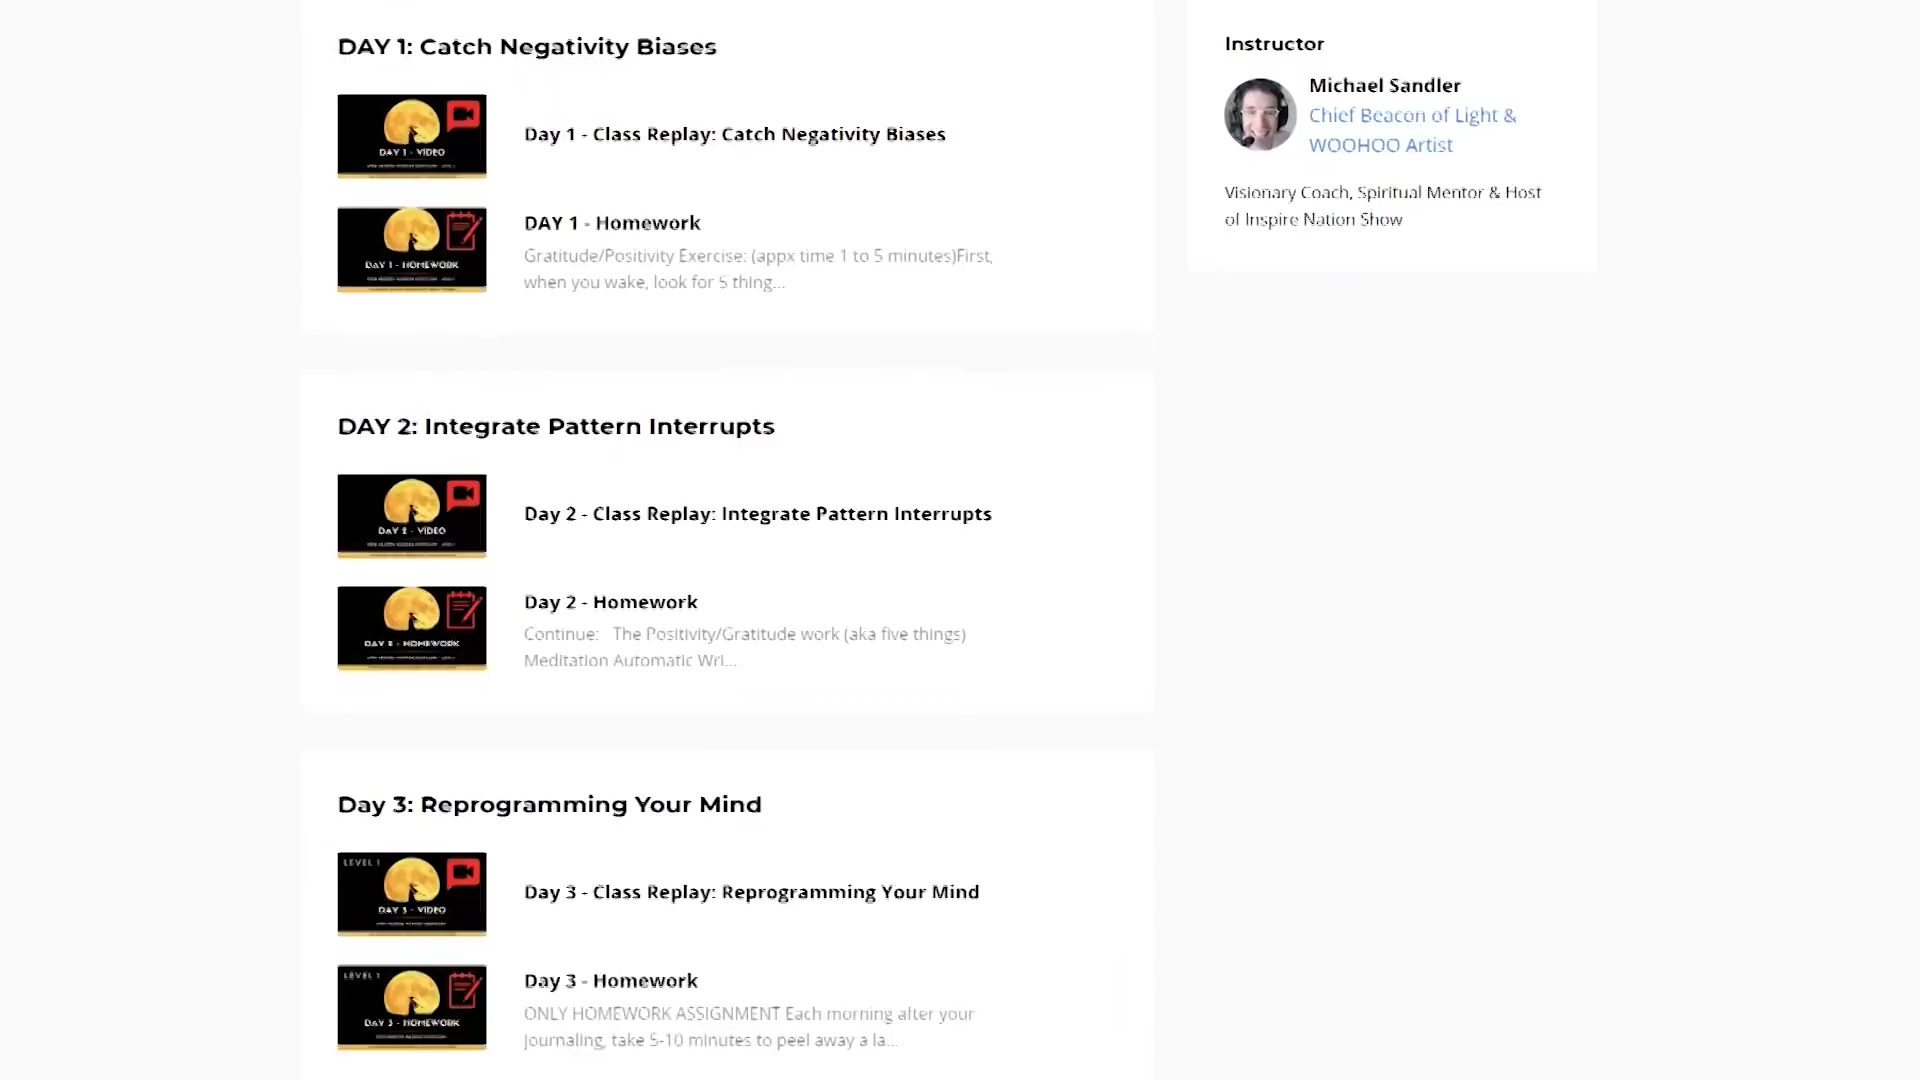 DAY 1: Catch Negativity Biases
DAY 1 - VIDEO
Day 1 - Class Replay: Catch Negativity Biases
DAY 1 - HOMEWORK
DAY 1 - Homework
Gratitude/Positivity Exercise: (appx time 1 to 5 minutes)First,
when you wake, look for 5 thing...
DAY 2: Integrate Pattern Interrupts
DAY 2 - VIDEO
Day 2 - Class Replay: Integrate Pattern Interrupts
DAY 2 - HOMEWORK
Day 2 - Homework
Continue: The Positivity/Gratitude work (aka five things)
Meditation Automatic Wri...
Day 3: Reprogramming Your Mind
LEVEL 1
DAY 3 - VIDEO
Day 3 - Class Replay: Reprogramming Your Mind
LEVEL 1
DAY 3 - HOMEWORK
Day 3 - Homework
ONLY HOMEWORK ASSIGNMENT Each morning after your
journaling, take 5-10 minutes to peel away a la...
Instructor
Michael Sandler
Chief Beacon of Light &
WOOHOO Artist
Visionary Coach, Spiritual Mentor & Host
of Inspire Nation Show